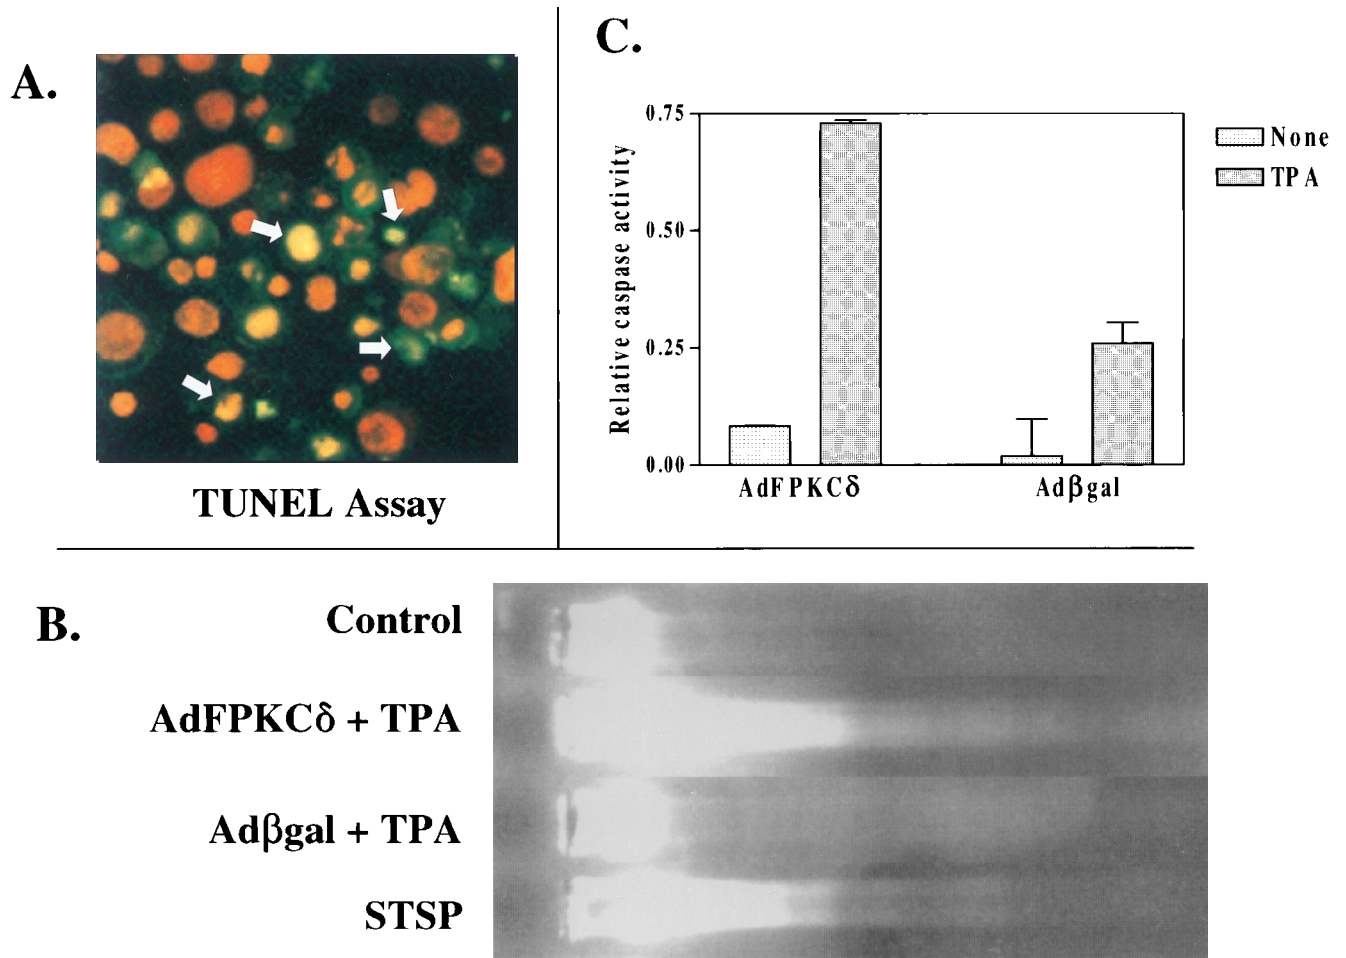 A.
TUNEL Assay
C.
Relative caspase activity
0.75
0.50
0.25
0.00
AdFPKCδ
Adβgal
None
TPA
B.
Control
AdFPKCδ + TPA
Adβgal + TPA
STSP